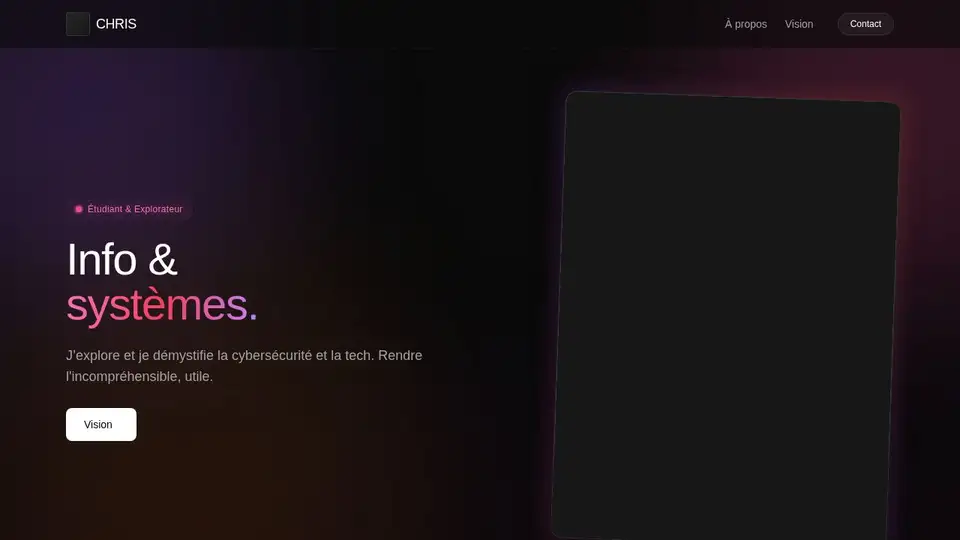 CHRIS
À propos
Vision
Contact
Étudiant & Explorateur
Info &
systèmes.
J'explore et je démystifie la cybersécurité et la tech. Rendre
l'incompréhensible, utile.
Vision